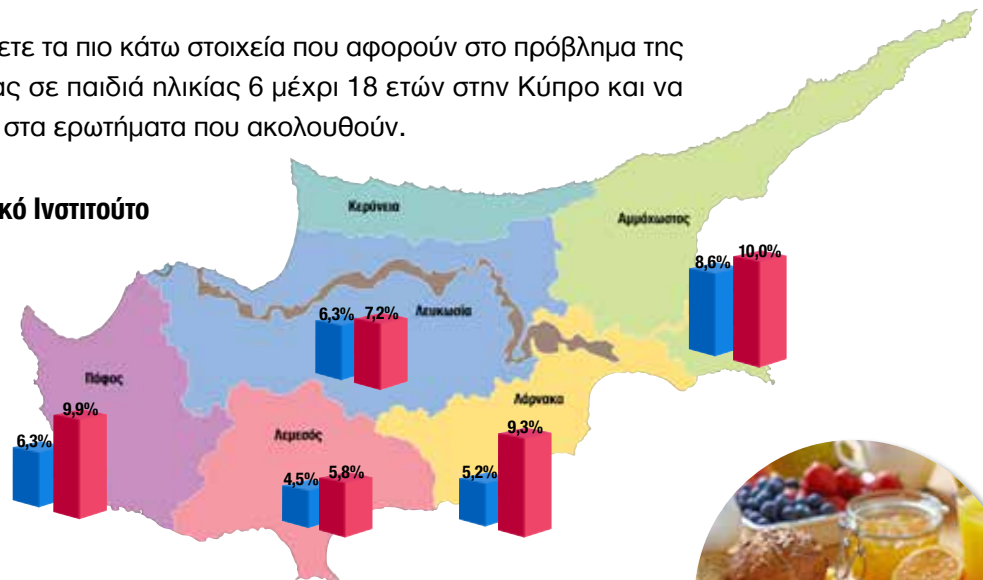 ετε τα πιο κάτω στοιχεία που αφορούν στο πρόβλημα της
ας σε παιδιά ηλικίας 6 μέχρι 18 ετών στην Κύπρο και να
στα ερωτήματα που ακολουθούν.
κό Ινστιτούτο
Κερύνεια
Αμμόχωστος
8,6% 10,0%
6,3% 7,2% Λευκωσία
Πάφος
Λάρνακα
6,3% 9,9%
Λεμεσός
9,3%
4,5% 5,8%
5,2%